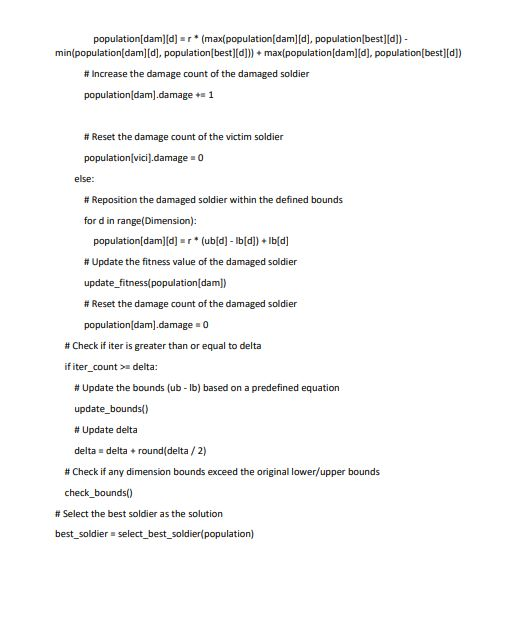 population[dam][d] = r * (max(population[dam][d], population[best][d]) -
min(population[dam][d], population[best][d])) + max(population[dam][d], population[best][d])
# Increase the damage count of the damaged soldier
population[dam].damage += 1
# Reset the damage count of the victim soldier
population[vici].damage = 0
else:
# Reposition the damaged soldier within the defined bounds
for d in range(Dimension):
population[dam][d] = r * (ub[d] - lb[d]) + lb[d]
# Update the fitness value of the damaged soldier
update_fitness(population[dam])
# Reset the damage count of the damaged soldier
population[dam].damage = 0
# Check if iter is greater than or equal to delta
if iter_count >= delta:
# Update the bounds (ub - lb) based on a predefined equation
update_bounds()
# Update delta
delta = delta + round(delta / 2)
# Check if any dimension bounds exceed the original lower/upper bounds
check_bounds()
# Select the best soldier as the solution
best_soldier = select_best_soldier(population)